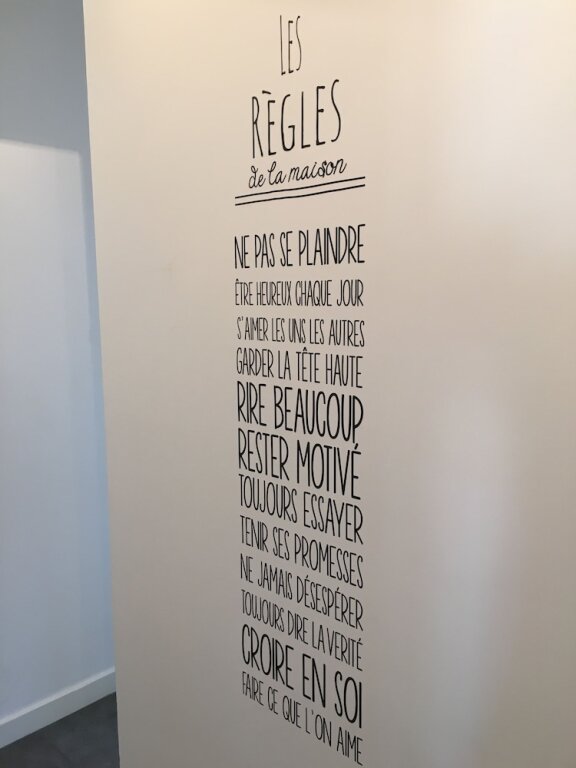 LES
RÈGLES
de la maison
NE PAS SE PLAINDRE
ÊTRE HEUREUX CHAQUE JOUR
S'AIMER LES UNS LES AUTRES
GARDER LA TÊTE HAUTE
RIRE BEAUCOUP
RESTER MOTIVÉ
TOUJOURS ESSAYER
TENIR SES PROMESSES
NE JAMAIS DÉSESPÉRER
TOUJOURS DIRE LA VERITÉ
CROIRE EN SOI
FAIRE CE QUE L'ON AIME